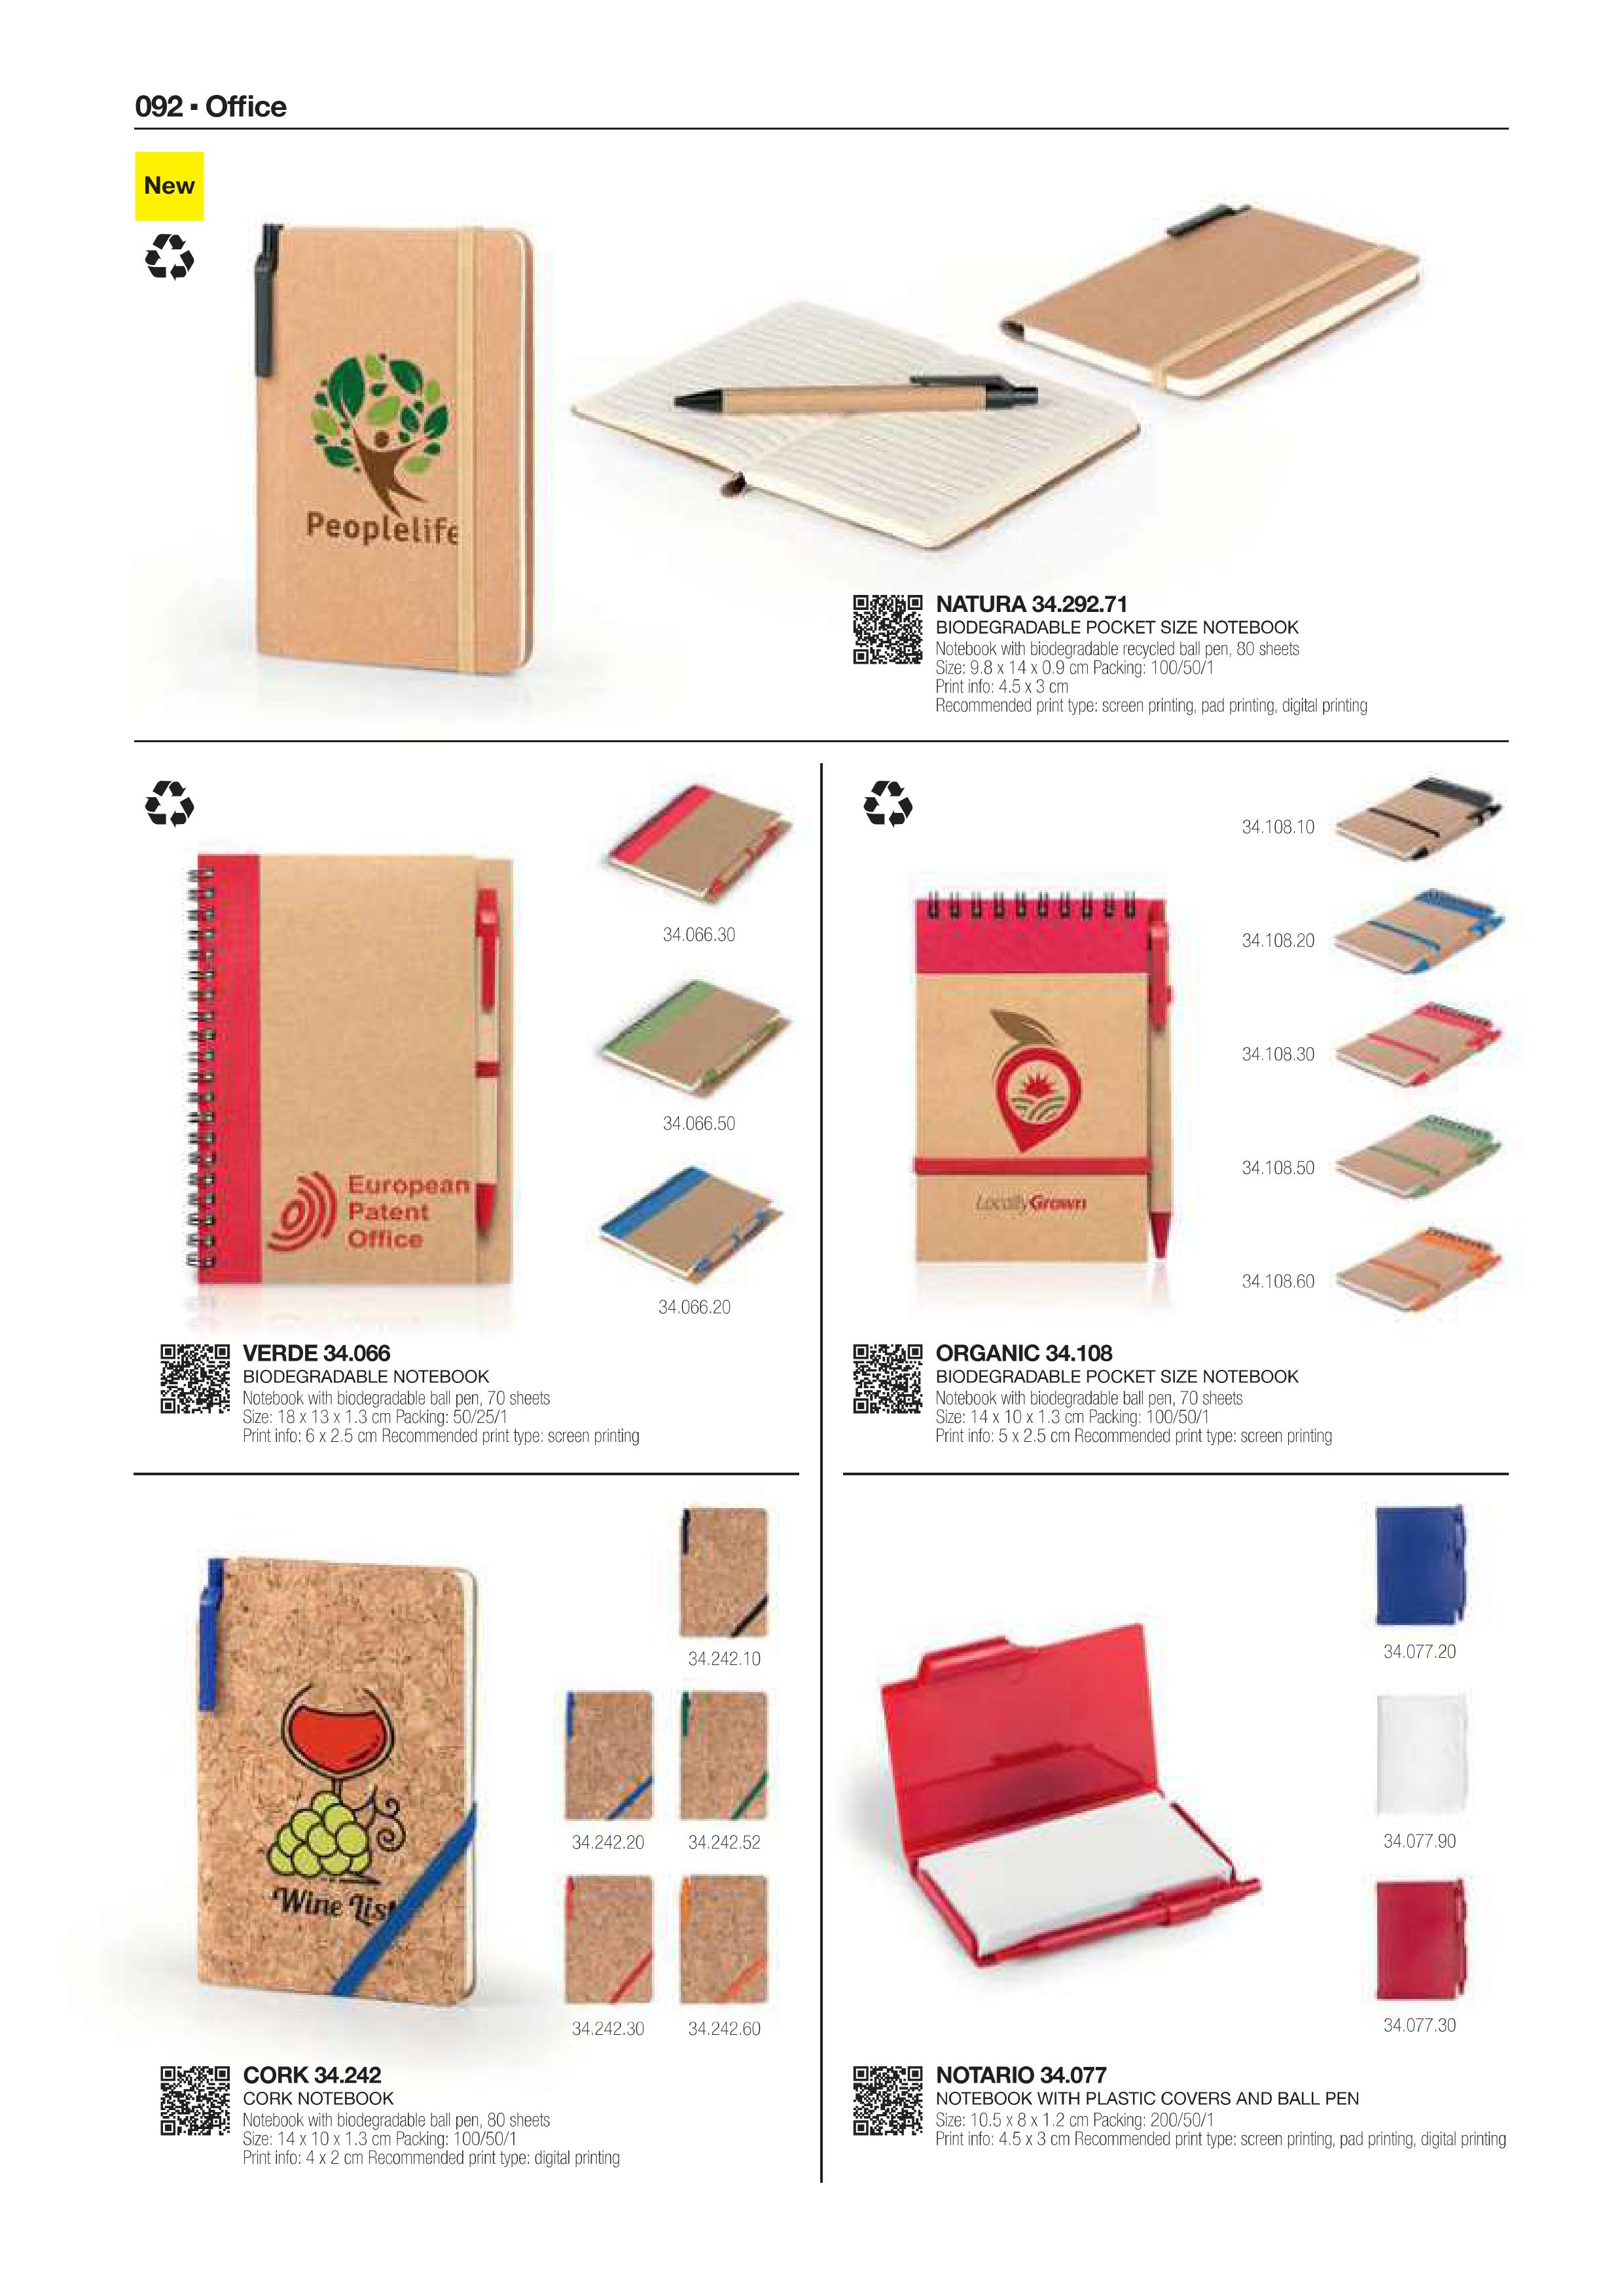 092 ▪ Office
New
Peoplelife
NATURA 34.292.71
BIODEGRADABLE POCKET SIZE NOTEBOOK
Notebook with biodegradable recycled ball pen, 80 sheets
Size: 9.8 x 14 x 0.9 cm Packing: 100/50/1
Print info: 4.5 x 3 cm
Recommended print type: screen printing, pad printing, digital printing
34.066.30
34.066.50
34.066.20
European
Patent
Office
VERDE 34.066
BIODEGRADABLE NOTEBOOK
Notebook with biodegradable ball pen, 70 sheets
Size: 18 x 13 x 1.3 cm Packing: 50/25/1
Print info: 6 x 2.5 cm Recommended print type: screen printing
34.108.10
34.108.20
34.108.30
34.108.50
34.108.60
LocallyGrown
ORGANIC 34.108
BIODEGRADABLE POCKET SIZE NOTEBOOK
Notebook with biodegradable ball pen, 70 sheets
Size: 14 x 10 x 1.3 cm Packing: 100/50/1
Print info: 5 x 2.5 cm Recommended print type: screen printing
34.242.10
34.242.20 34.242.52
34.242.30 34.242.60
Wine List
CORK 34.242
CORK NOTEBOOK
Notebook with biodegradable ball pen, 80 sheets
Size: 14 x 10 x 1.3 cm Packing: 100/50/1
Print info: 4 x 2 cm Recommended print type: digital printing
34.077.20
34.077.90
34.077.30
NOTARIO 34.077
NOTEBOOK WITH PLASTIC COVERS AND BALL PEN
Size: 10.5 x 8 x 1.2 cm Packing: 200/50/1
Print info: 4.5 x 3 cm Recommended print type: screen printing, pad printing, digital printing